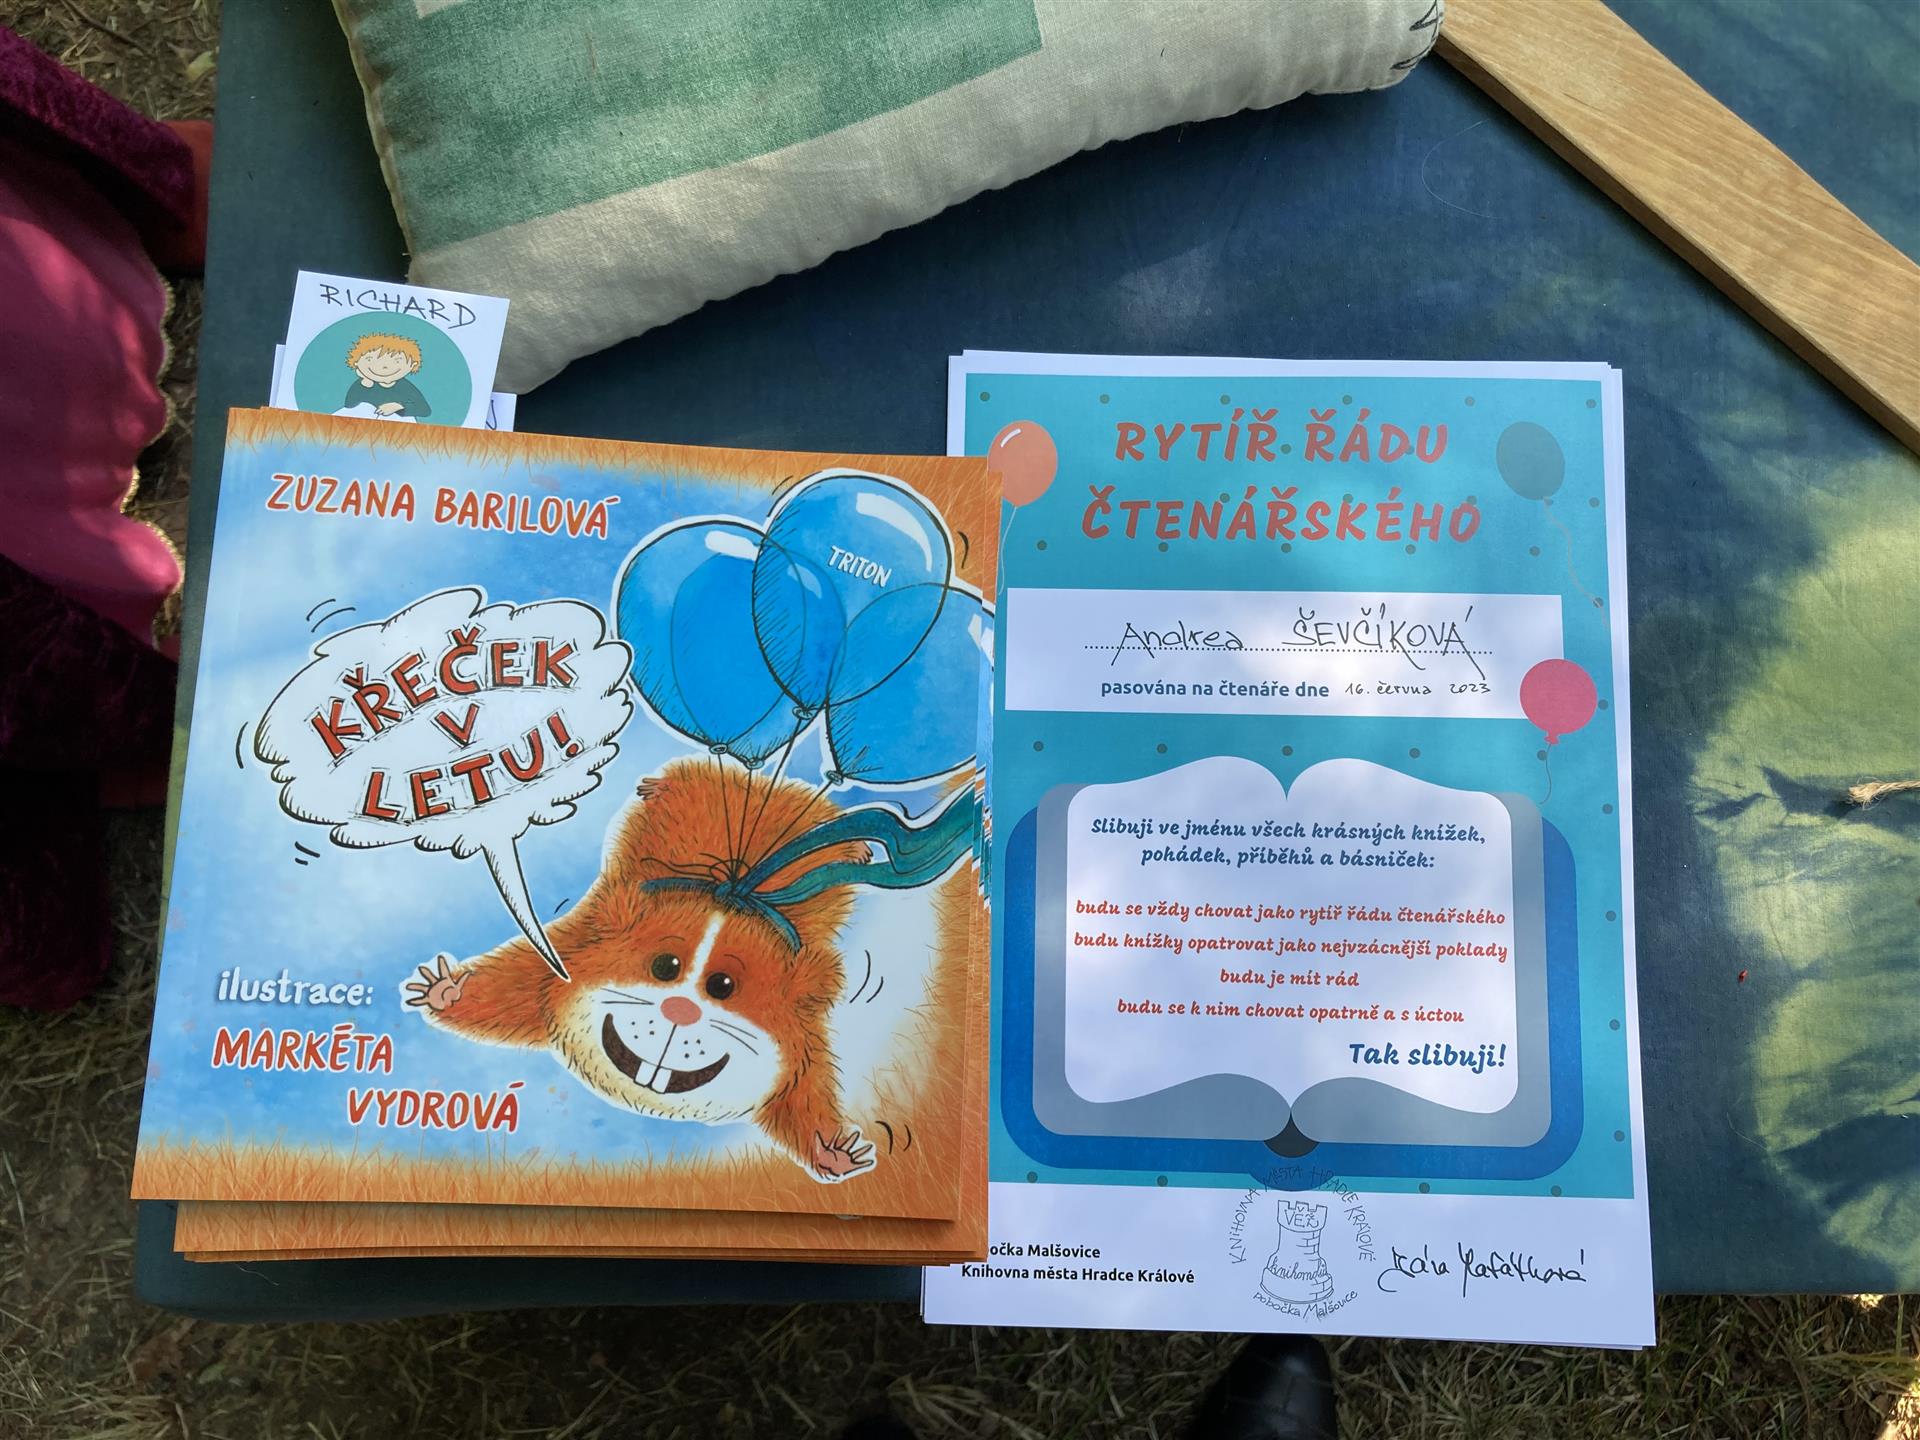 RICHARD
ZUZANA BARILOVÁ
TRITON
KŘEČEK
V
LETU!
ilustrace:
MARKÉTA
VYDROVÁ
RYTÍŘ ŘÁDU
ČTENÁŘSKÉHO
Andrea ŠEVČÍKOVÁ
pasována na čtenáře dne 16. června 2023
Slibuji ve jménu všech krásných knížek,
pohádek, příběhů a básniček:
budu se vždy chovat jako rytíř řádu čtenářského
budu knížky opatrovat jako nejvzácnější poklady
budu je mít rád
budu se k nim chovat opatrně a s úctou
Tak slibuji!
očka Malšovice
Knihovna města Hradce Králové
KNIHOVNA MĚSTA HRADCE KRÁLOVÉ
VĚŽ
knihomolů
pobočka Malšovice